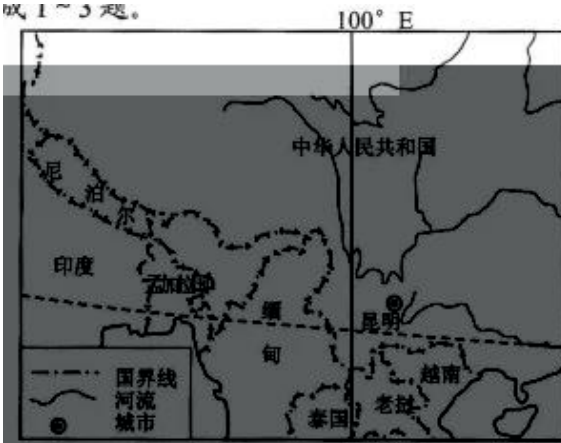 成1~3题。
100° E
中华人民共和国
尼
泊
尔
印度
孟加拉国
缅
甸
昆明
越南
老挝
泰国
国界线
河流
城市